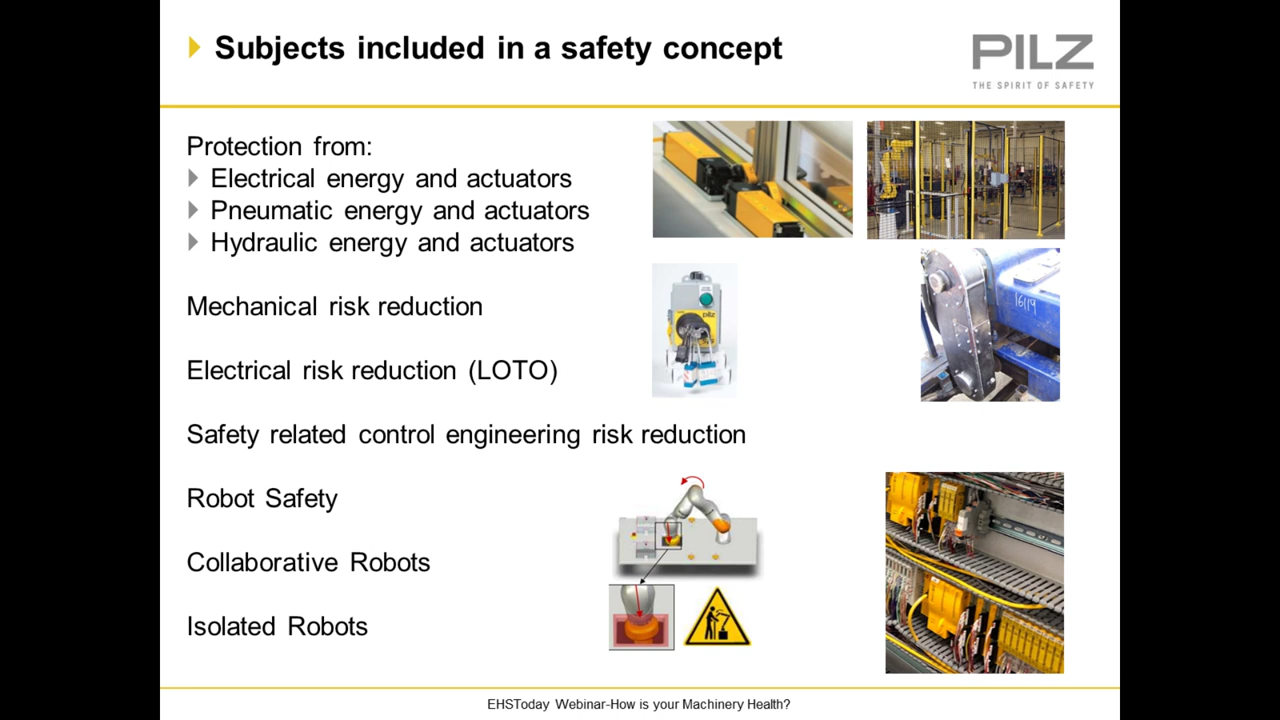 Subjects included in a safety concept
PILZ
THE SPIRIT OF SAFETY
Protection from:
Electrical energy and actuators
Pneumatic energy and actuators
Hydraulic energy and actuators
Mechanical risk reduction
16119
pilz
Electrical risk reduction (LOTO)
Safety related control engineering risk reduction
Robot Safety
Collaborative Robots
Isolated Robots
EHSToday Webinar-How is your Machinery Health?